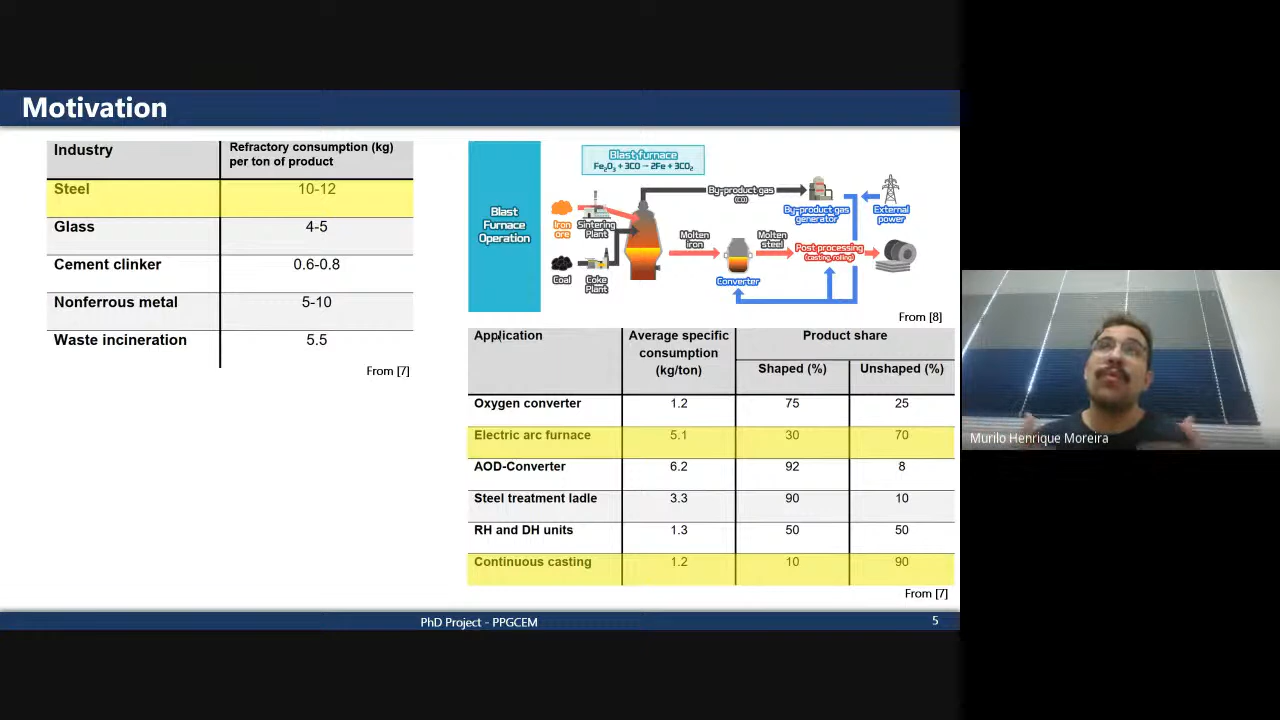 Motivation
Industry
Refractory consumption (kg)
per ton of product
Steel
10-12
Glass
4-5
Cement clinker
0.6-0.8
Nonferrous metal
5-10
Waste incineration
5.5
From [7]
Blast
Furnace
Operation
Blast furnace
Fe₂O₃ + 3CO → 2Fe + 3CO₂
By-product gas
(CO)
By-product gas
generator
External
power
Iron
ore
Sintering
Plant
Molten
iron
Molten
steel
Post processing
(casting, rolling)
Coal
Coke
Plant
Converter
From [8]
Application
Average specific
consumption
(kg/ton)
Product share
Shaped (%)
Unshaped (%)
Oxygen converter
1.2
75
25
Electric arc furnace
5.1
30
70
AOD-Converter
6.2
92
8
Steel treatment ladle
3.3
90
10
RH and DH units
1.3
50
50
Continuous casting
1.2
10
90
From [7]
PhD Project - PPGCEM
5
Murilo Henrique Moreira